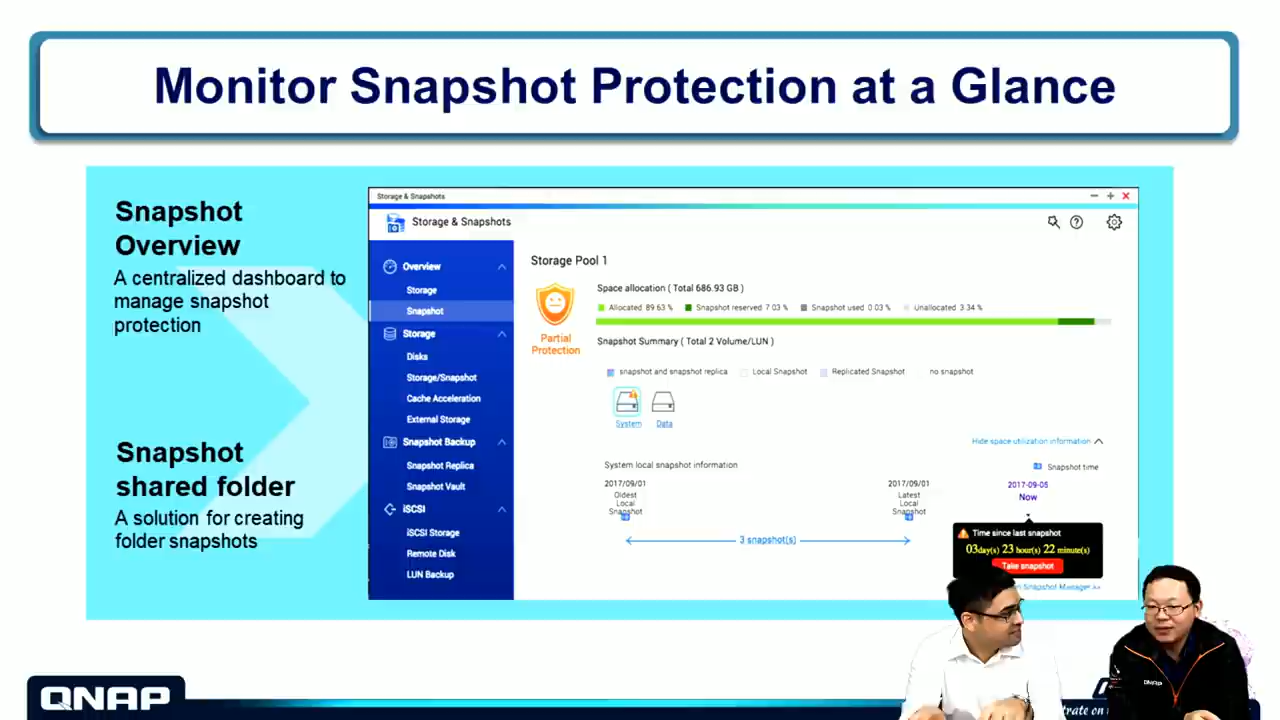 Monitor Snapshot Protection at a Glance
Snapshot
Overview
A centralized dashboard to
manage snapshot
protection
Snapshot
shared folder
A solution for creating
folder snapshots
Storage & Snapshots
Storage & Snapshots
Overview
Storage
Snapshot
Storage
Disks
Storage/Snapshot
Cache Acceleration
External Storage
Snapshot Backup
Snapshot Replica
Snapshot Vault
iSCSI
iSCSI Storage
Remote Disk
LUN Backup
Storage Pool 1
Partial
Protection
Space allocation ( Total 686.93 GB )
Allocated 89.63 % Snapshot reserved 7.03 % Snapshot used 0.03 % Unallocated 3.34 %
Snapshot Summary ( Total 2 Volume/LUN )
snapshot and snapshot replica Local Snapshot Replicated Snapshot no snapshot
System Data
Hide space utilization information
System local snapshot information
Snapshot time
2017/09/01
Oldest
Local
Snapshot
3 snapshot(s)
2017/09/01
Latest
Local
Snapshot
2017-09-05
Now
Time since last snapshot
03day(s) 23 hour(s) 22 minute(s)
Take snapshot
Snapshot Manager >>
QNAP
QNAP
on